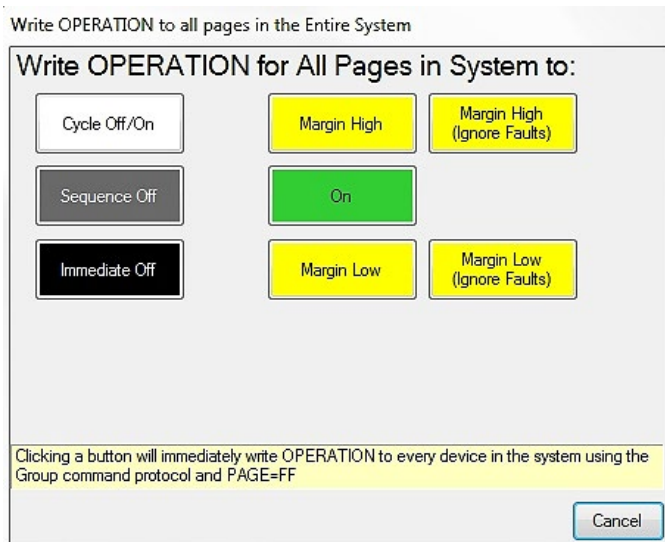 Write OPERATION to all pages in the Entire System
Write OPERATION for All Pages in System to:
Cycle Off/On
Margin High
Margin High
(Ignore Faults)
Sequence Off
On
Immediate Off
Margin Low
Margin Low
(Ignore Faults)
Clicking a button will immediately write OPERATION to every device in the system using the
Group command protocol and PAGE=FF
Cancel